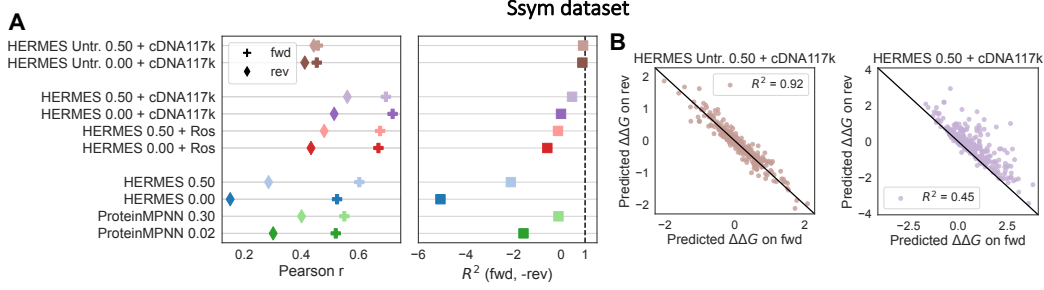 Ssym dataset
A
HERMES Untr. 0.50 + cDNA117k
HERMES Untr. 0.00 + cDNA117k
HERMES 0.50 + cDNA117k
HERMES 0.00 + cDNA117k
HERMES 0.50 + Ros
HERMES 0.00 + Ros
HERMES 0.50
HERMES 0.00
ProteinMPNN 0.30
ProteinMPNN 0.02
fwd
rev
0.2 0.4 0.6
Pearson r
−6 −4 −2 0 1
R² (fwd, -rev)
B
HERMES Untr. 0.50 + cDNA117k
R² = 0.92
2
1
0
−1
−2
Predicted ΔΔG on rev
−2 0 2
Predicted ΔΔG on fwd
HERMES 0.50 + cDNA117k
R² = 0.45
4
2
0
−2
−4
Predicted ΔΔG on rev
−2.5 0.0 2.5
Predicted ΔΔG on fwd